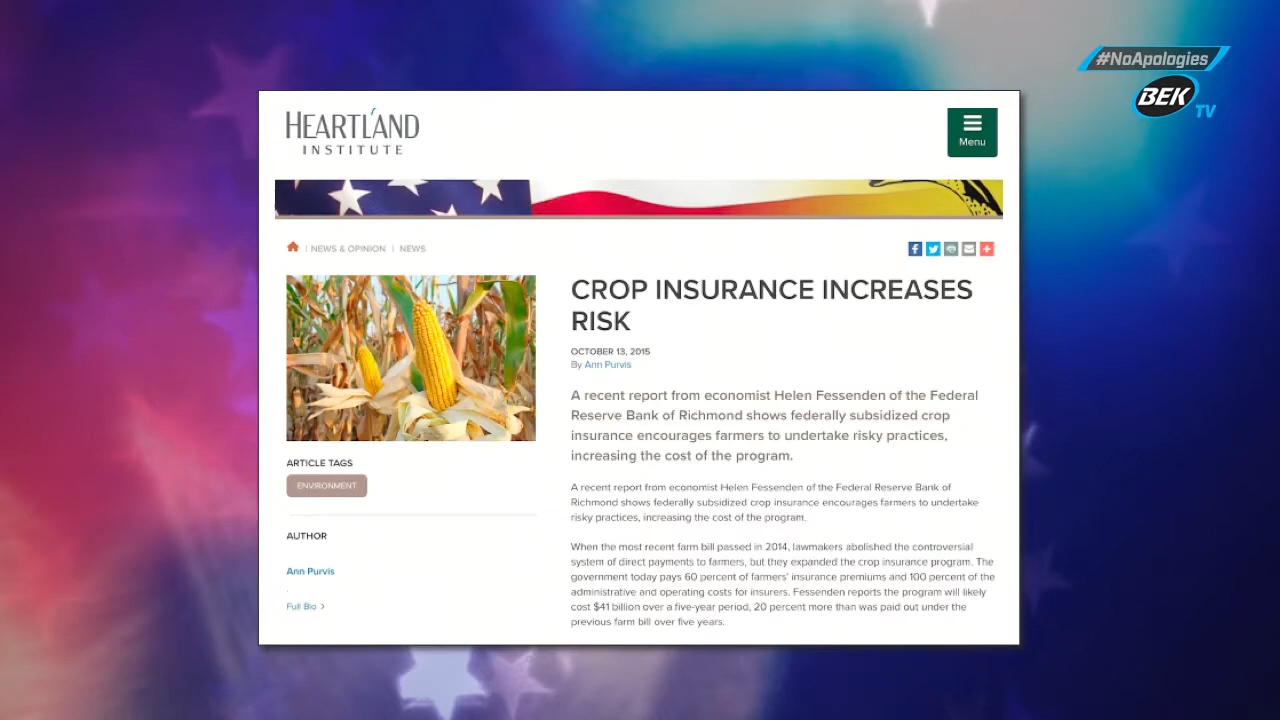 #NoApologies
BEK
TV
HEARTLAND
INSTITUTE
Menu
| NEWS & OPINION | NEWS
CROP INSURANCE INCREASES
RISK
OCTOBER 13, 2015
By Ann Purvis
A recent report from economist Helen Fessenden of the Federal
Reserve Bank of Richmond shows federally subsidized crop
insurance encourages farmers to undertake risky practices,
increasing the cost of the program.
ARTICLE TAGS
ENVIRONMENT
AUTHOR
Ann Purvis
Full Bio >
A recent report from economist Helen Fessenden of the Federal Reserve Bank of
Richmond shows federally subsidized crop insurance encourages farmers to undertake
risky practices, increasing the cost of the program.
When the most recent farm bill passed in 2014, lawmakers abolished the controversial
system of direct payments to farmers, but they expanded the crop insurance program. The
government today pays 60 percent of farmers' insurance premiums and 100 percent of the
administrative and operating costs for insurers. Fessenden reports the program will likely
cost $41 billion over a five-year period, 20 percent more than was paid out under the
previous farm bill over five years.